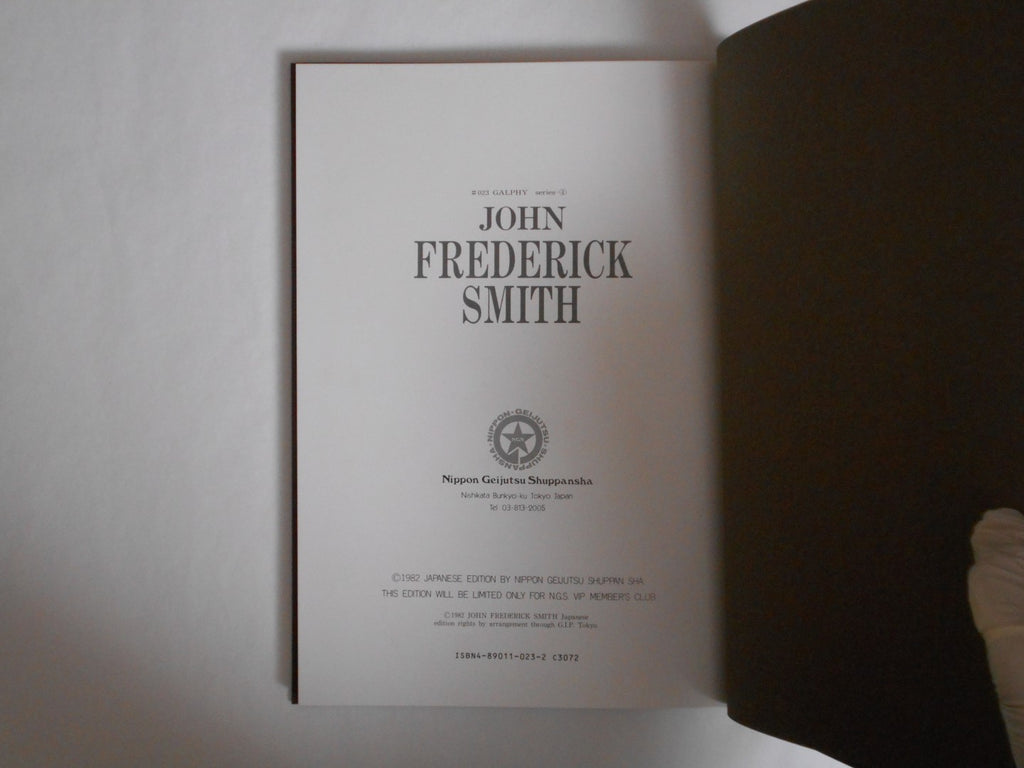 #023 GALPHY series ④
JOHN
FREDERICK
SMITH
NIPPON·GEIJUTSU·SHUPPANSHA·
Nippon Geijutsu Shuppansha
Nishikata Bunkyo-ku Tokyo Japan
Tel 03-813-2005
©1982 JAPANESE EDITION BY NIPPON GEIJUTSU SHUPPAN SHA.
THIS EDITION WILL BE LIMITED ONLY FOR N.G.S. VIP MEMBER'S CLUB
©1982 JOHN FREDERICK SMITH Japanese
edition rights by arrangement through G.I.P. Tokyo
ISBN4-89011-023-2 C3072